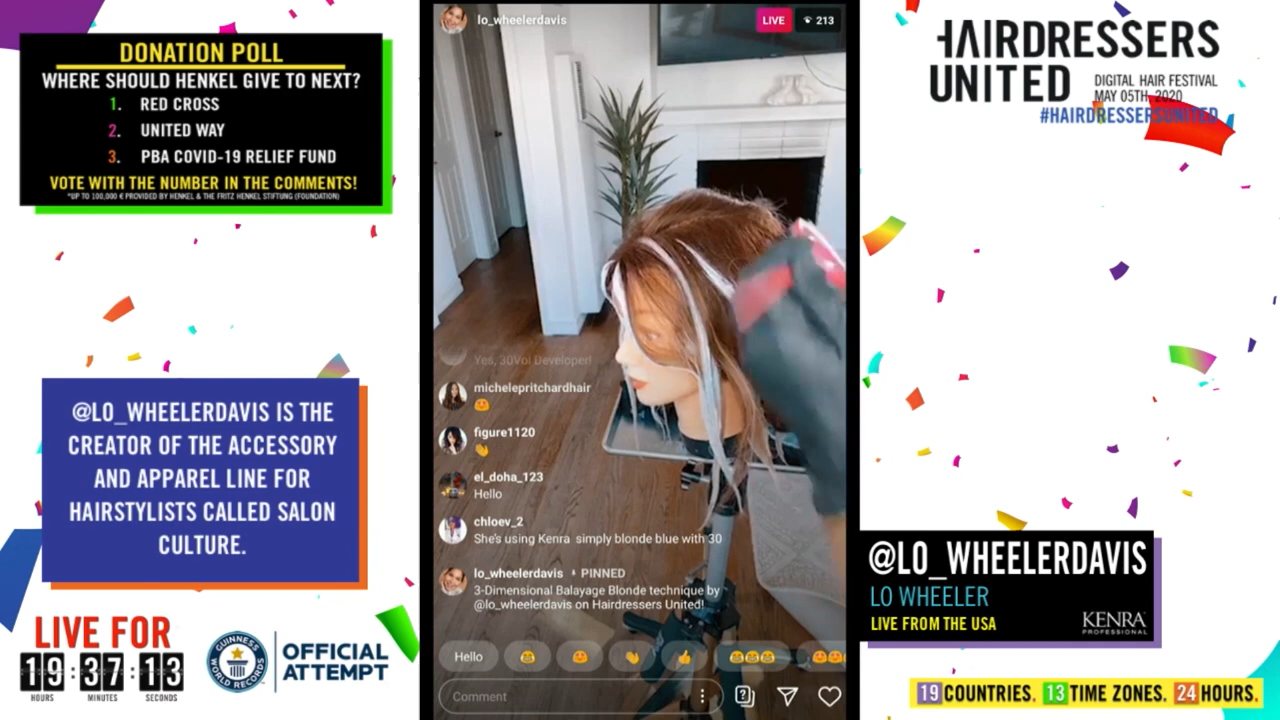 DONATION POLL
WHERE SHOULD HENKEL GIVE TO NEXT?
1. RED CROSS
2. UNITED WAY
3. PBA COVID-19 RELIEF FUND
VOTE WITH THE NUMBER IN THE COMMENTS!
*UP TO 100,000 € PROVIDED BY HENKEL & THE FRITZ HENKEL STIFTUNG (FOUNDATION)
@LO_WHEELERDAVIS IS THE
CREATOR OF THE ACCESSORY
AND APPAREL LINE FOR
HAIRSTYLISTS CALLED SALON
CULTURE.
LIVE FOR
19:37:13
HOURS MINUTES SECONDS
GUINNESS
WORLD RECORDS
OFFICIAL
ATTEMPT
lo_wheelerdavis
LIVE
213
Yes, 30Vol Developer!
michelepritchardhair
figure1120
el_doha_123
Hello
chloev_2
She's using Kenra simply blonde blue with 30
lo_wheelerdavis PINNED
3-Dimensional Balayage Blonde technique by
@lo_wheelerdavis on Hairdressers United!
Hello
Comment
HAIRDRESSERS
UNITED
DIGITAL HAIR FESTIVAL
MAY 05TH, 2020
#HAIRDRESSERSUNITED
@LO_WHEELERDAVIS
LO WHEELER
LIVE FROM THE USA
KENRA
PROFESSIONAL
19 COUNTRIES. 13 TIME ZONES. 24 HOURS.